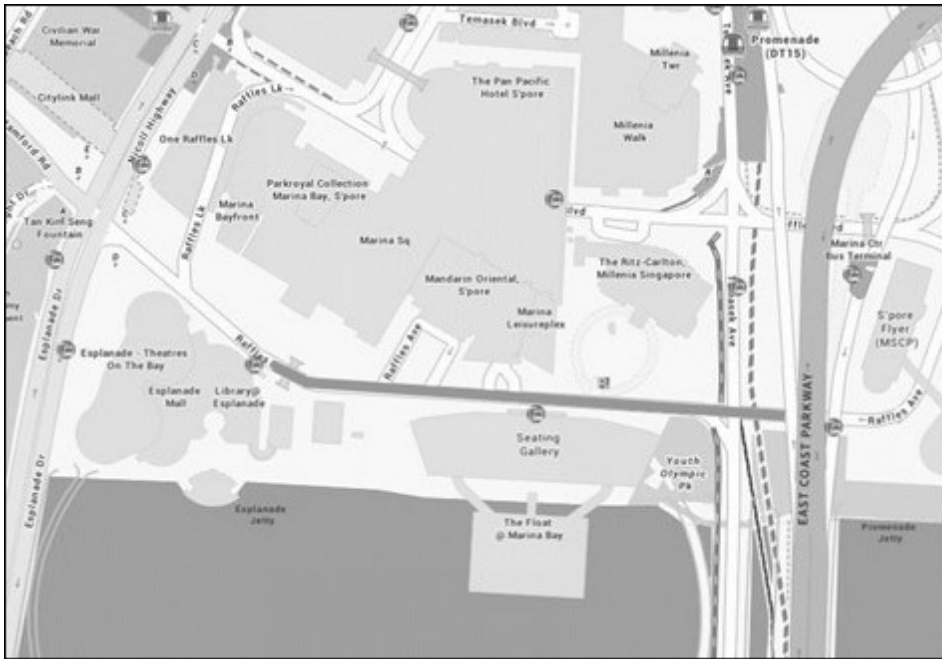 Civilian War
Memorial
Temasek Blvd
Promenade
(DT15)
Millenia
Twr
Citylink Mall
Nicoll Highway
Raffles Lk
The Pan Pacific
Hotel S'pore
One Raffles Lk
Millenia
Walk
Parkroyal Collection
Marina Bay, S'pore
Marina
Bayfront
Raffles Lk
Tan Kim Seng
Fountain
Marina Sq
Blvd
Marina Ctr
Bus Terminal
The Ritz-Carlton,
Millenia Singapore
Mandarin Oriental,
S'pore
Temasek Ave
S'pore
Flyer
(MSCP)
Marina
Leisureplex
Esplanade Dr
Esplanade - Theatres
On The Bay
Raffles
Raffles Ave
Esplanade
Mall
Library@
Esplanade
EAST COAST PARKWAY
Raffles Ave
Seating
Gallery
Youth
Olympic
Pk
Esplanade Dr
Esplanade
Jetty
The Float
@ Marina Bay
Promenade
Jetty